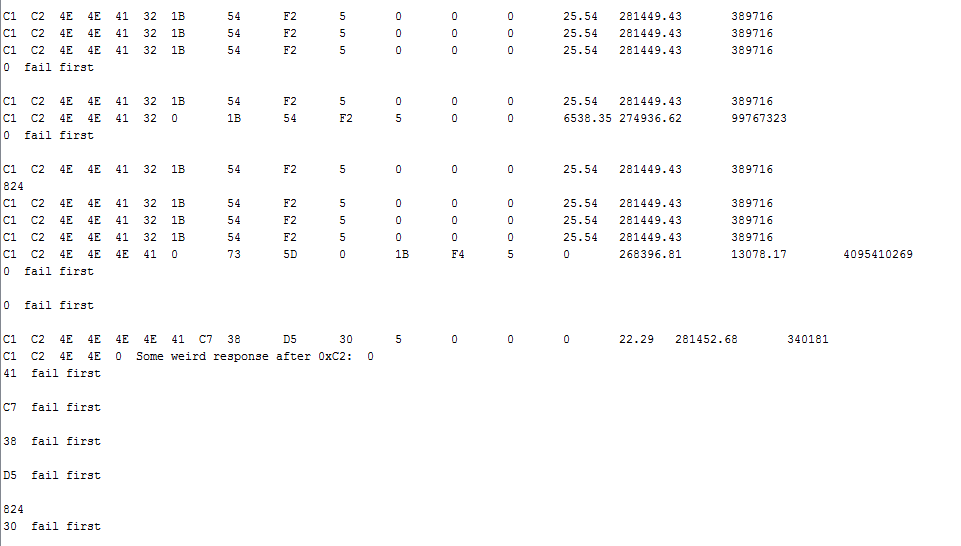 C1 C2 4E 4E 41 32 1B 54 F2 5 0 0 0 25.54 281449.43 389716
C1 C2 4E 4E 41 32 1B 54 F2 5 0 0 0 25.54 281449.43 389716
C1 C2 4E 4E 41 32 1B 54 F2 5 0 0 0 25.54 281449.43 389716
0 fail first
C1 C2 4E 4E 41 32 1B 54 F2 5 0 0 0 25.54 281449.43 389716
C1 C2 4E 4E 41 32 0 1B 54 F2 5 0 0 6538.35 274936.62 99767323
0 fail first
C1 C2 4E 4E 41 32 1B 54 F2 5 0 0 0 25.54 281449.43 389716
824
C1 C2 4E 4E 41 32 1B 54 F2 5 0 0 0 25.54 281449.43 389716
C1 C2 4E 4E 41 32 1B 54 F2 5 0 0 0 25.54 281449.43 389716
C1 C2 4E 4E 41 32 1B 54 F2 5 0 0 0 25.54 281449.43 389716
C1 C2 4E 4E 4E 41 0 73 5D 0 1B F4 5 0 268396.81 13078.17 4095410269
0 fail first
0 fail first
C1 C2 4E 4E 4E 4E 41 C7 38 D5 30 5 0 0 0 22.29 281452.68 340181
C1 C2 4E 4E 0 Some weird response after 0xC2: 0
41 fail first
C7 fail first
38 fail first
D5 fail first
824
30 fail first